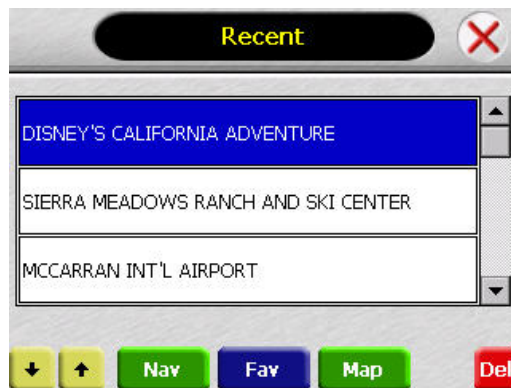 Recent
DISNEY'S CALIFORNIA ADVENTURE
SIERRA MEADOWS RANCH AND SKI CENTER
MCCARRAN INT'L AIRPORT
Nav Fav Map Del